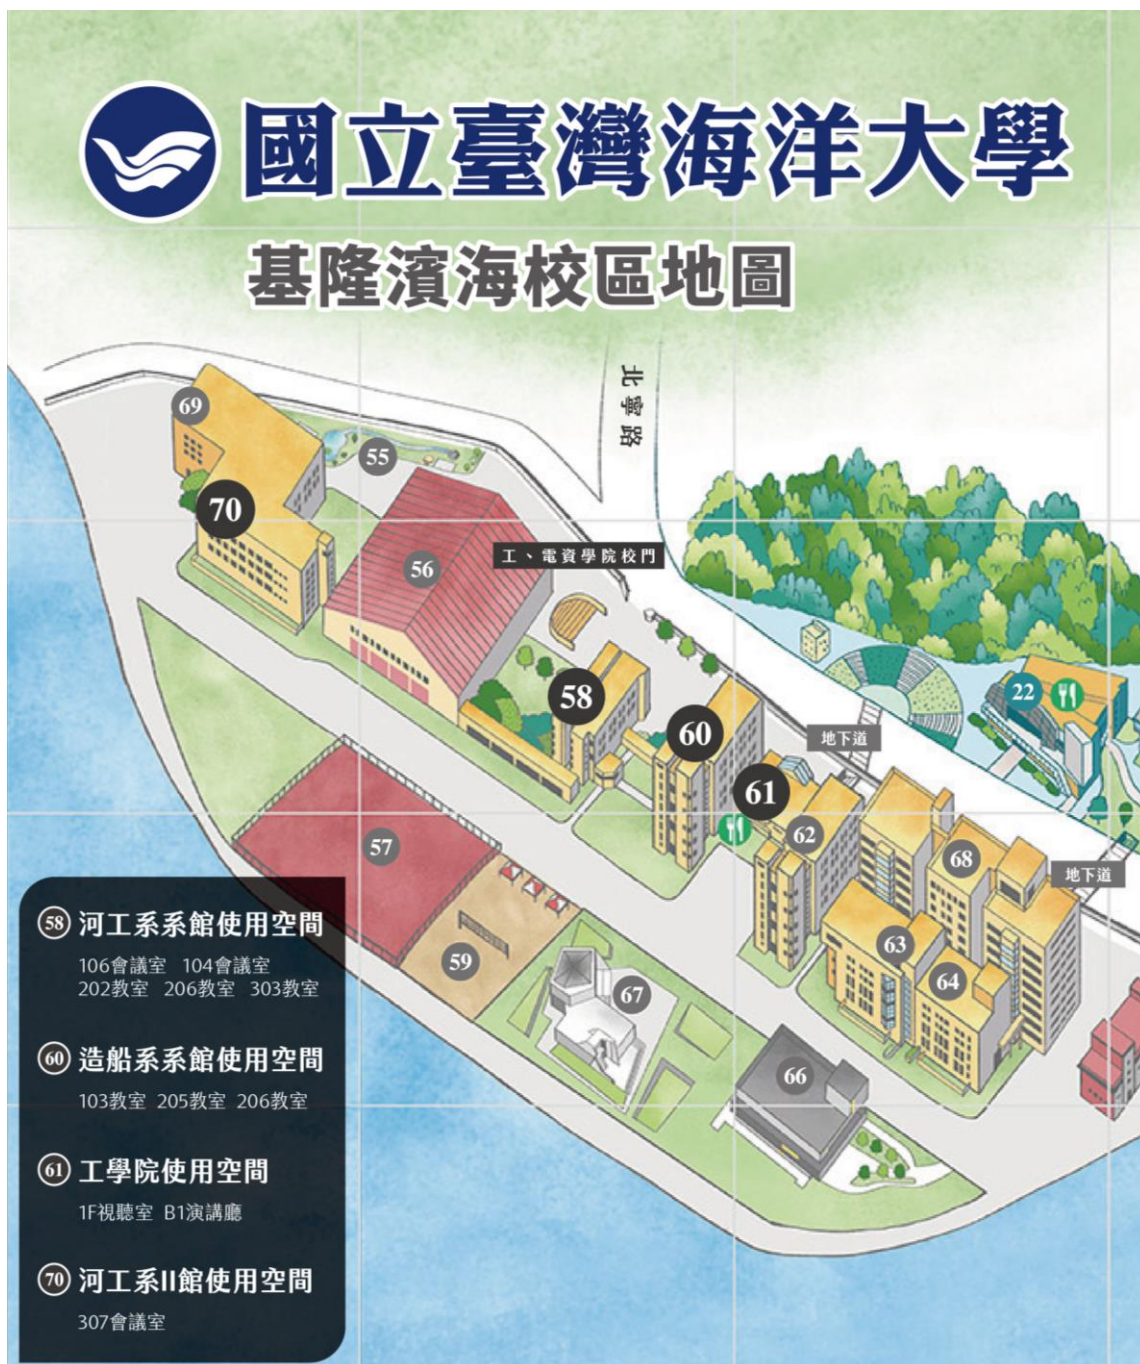 國立臺灣海洋大學
基隆濱海校區地圖
北寧路
69
55
70
56
工、電資學院校門
58
22
60
地下道
61
62
57
68
地下道
63
59
64
67
66
58 河工系系館使用空間
106會議室 104會議室
202教室 206教室 303教室
60 造船系系館使用空間
103教室 205教室 206教室
61 工學院使用空間
1F視聽室 B1演講廳
70 河工系II館使用空間
307會議室